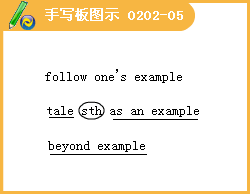 手写板图示 0202-05
follow one's example
tale sth as an example
beyond example